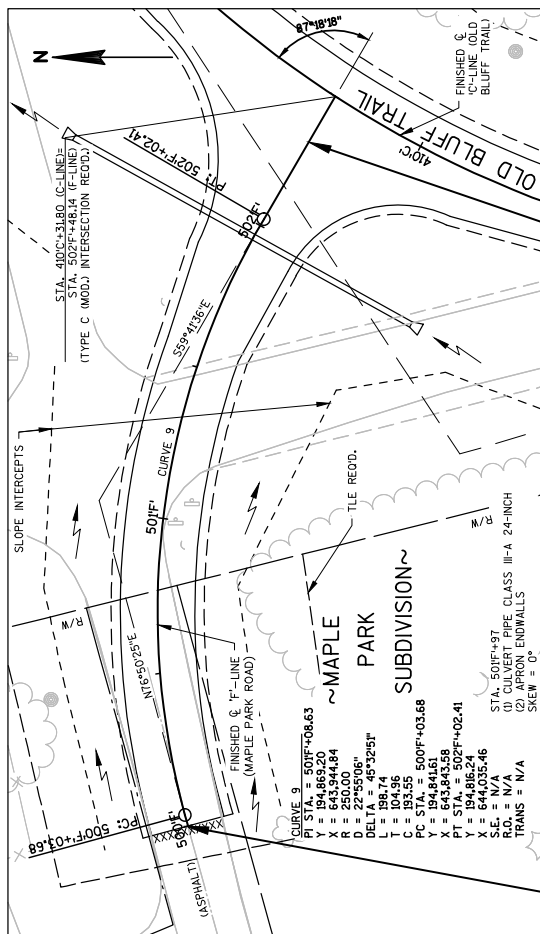 N
STA. 410'C'+31.80 (C-LINE)=
STA. 502'F'+48.14 (F-LINE)
(TYPE C (MOD.) INTERSECTION REQ'D.)
SLOPE INTERCEPTS
PT: 502'F'+02.41
87°18'18"
FINISHED ℄
'C'-LINE (OLD
BLUFF TRAIL)
410'C'
OLD BLUFF TRAIL
502'F'
S59°41'36"E
CURVE 9
501'F'
N76°50'25"E
R/W
R/W
TLE REQ'D.
FINISHED ℄ 'F'-LINE
(MAPLE PARK ROAD)
PC: 500'F'+03.68
500'F'
XXXXXXXXX
(ASPHALT)
~MAPLE
PARK
SUBDIVISION~
CURVE 9
PI STA. = 501'F'+08.63
Y = 194,869.20
X = 643,944.84
R = 250.00
D = 22°55'06"
DELTA = 45°32'51"
L = 198.74
T = 104.96
C = 193.55
PC STA. = 500'F'+03.68
Y = 194,841.61
X = 643,843.58
PT STA. = 502'F'+02.41
Y = 194,816.24
X = 644,035.46
S.E. = N/A
R.O. = N/A
TRANS = N/A
STA. 501'F'+97
(1) CULVERT PIPE CLASS III-A 24-INCH
(2) APRON ENDWALLS
SKEW = 0°